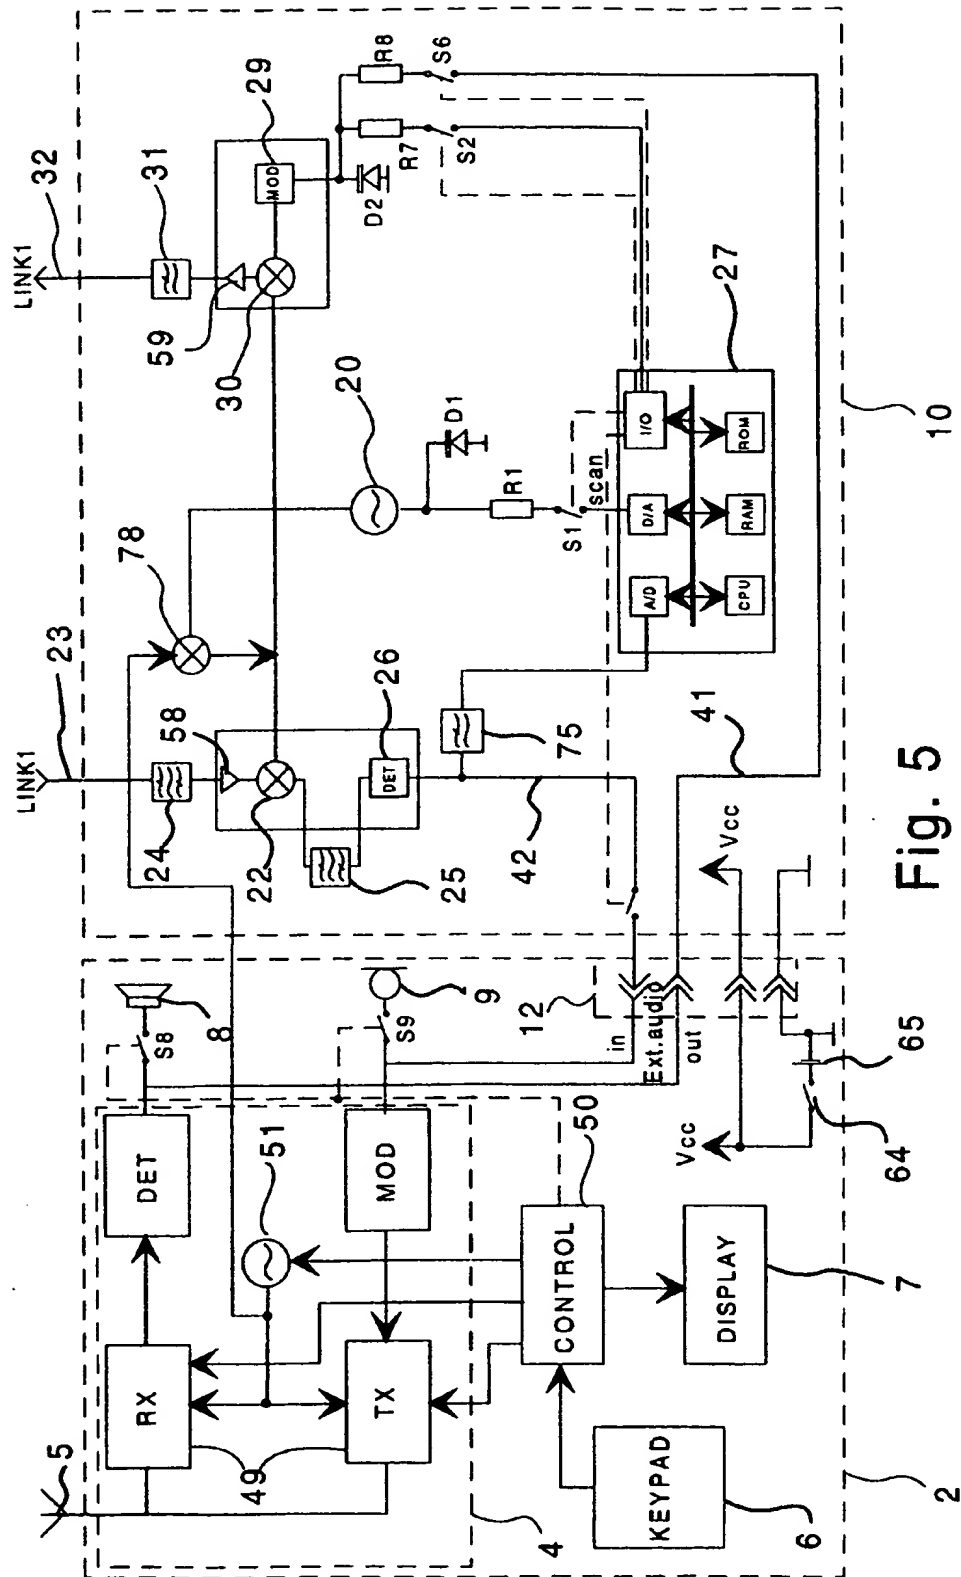 5
RX
DET
S8
8
49
51
TX
MOD
S9
9
4
CONTROL
50
KEYPAD
6
DISPLAY
7
2
12
in
Ext.audio
out
Vcc
64
65
LINK1
23
24
58
22
25
26
DET
42
75
78
20
D1
R1
S1
scan
A/D
D/A
I/O
CPU
RAM
ROM
27
41
Vcc
LINK1
32
31
59
30
MOD
29
D2
R7
S2
R8
S6
10
Fig. 5